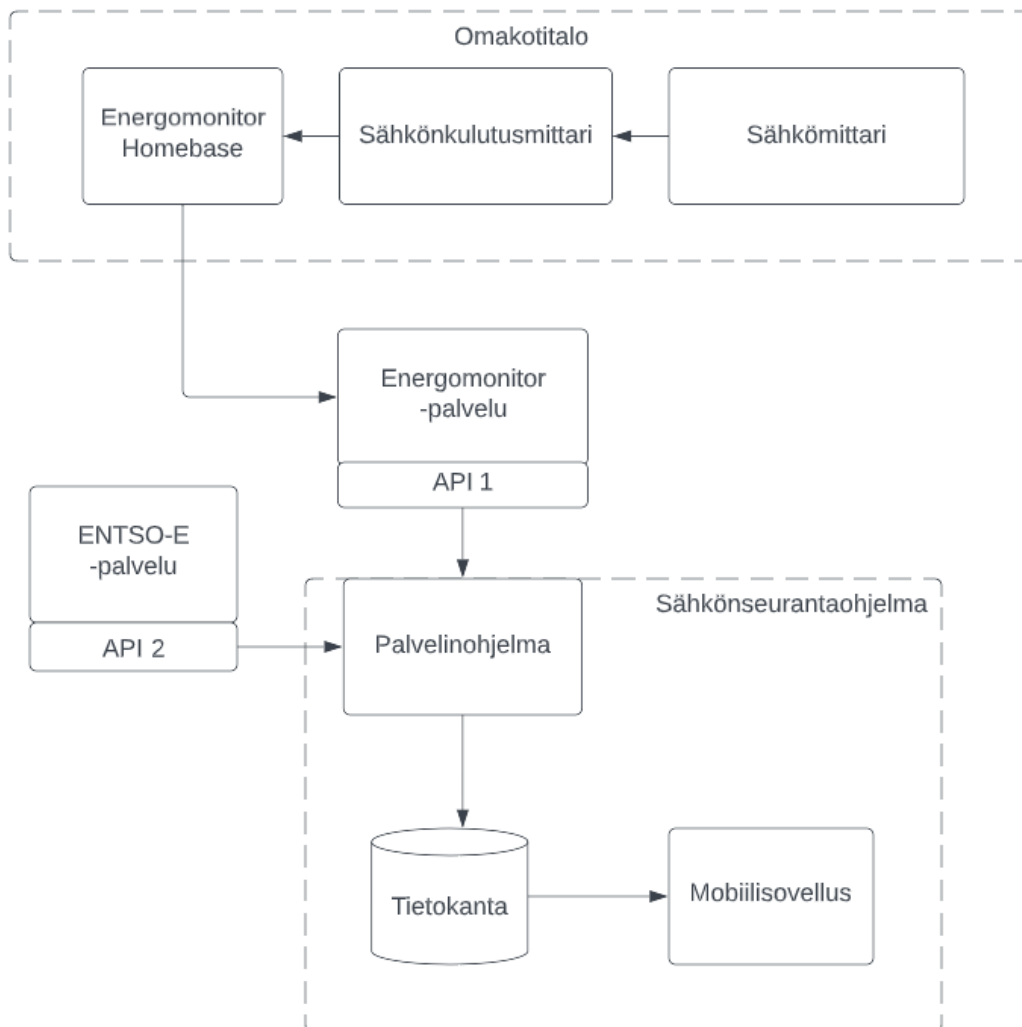 Omakotitalo
Energomonitor
Homebase
Sähkönkulutusmittari
Sähkömittari
Energomonitor
-palvelu
API 1
ENTSO-E
-palvelu
API 2
Sähkönseurantaohjelma
Palvelinohjelma
Tietokanta
Mobiilisovellus